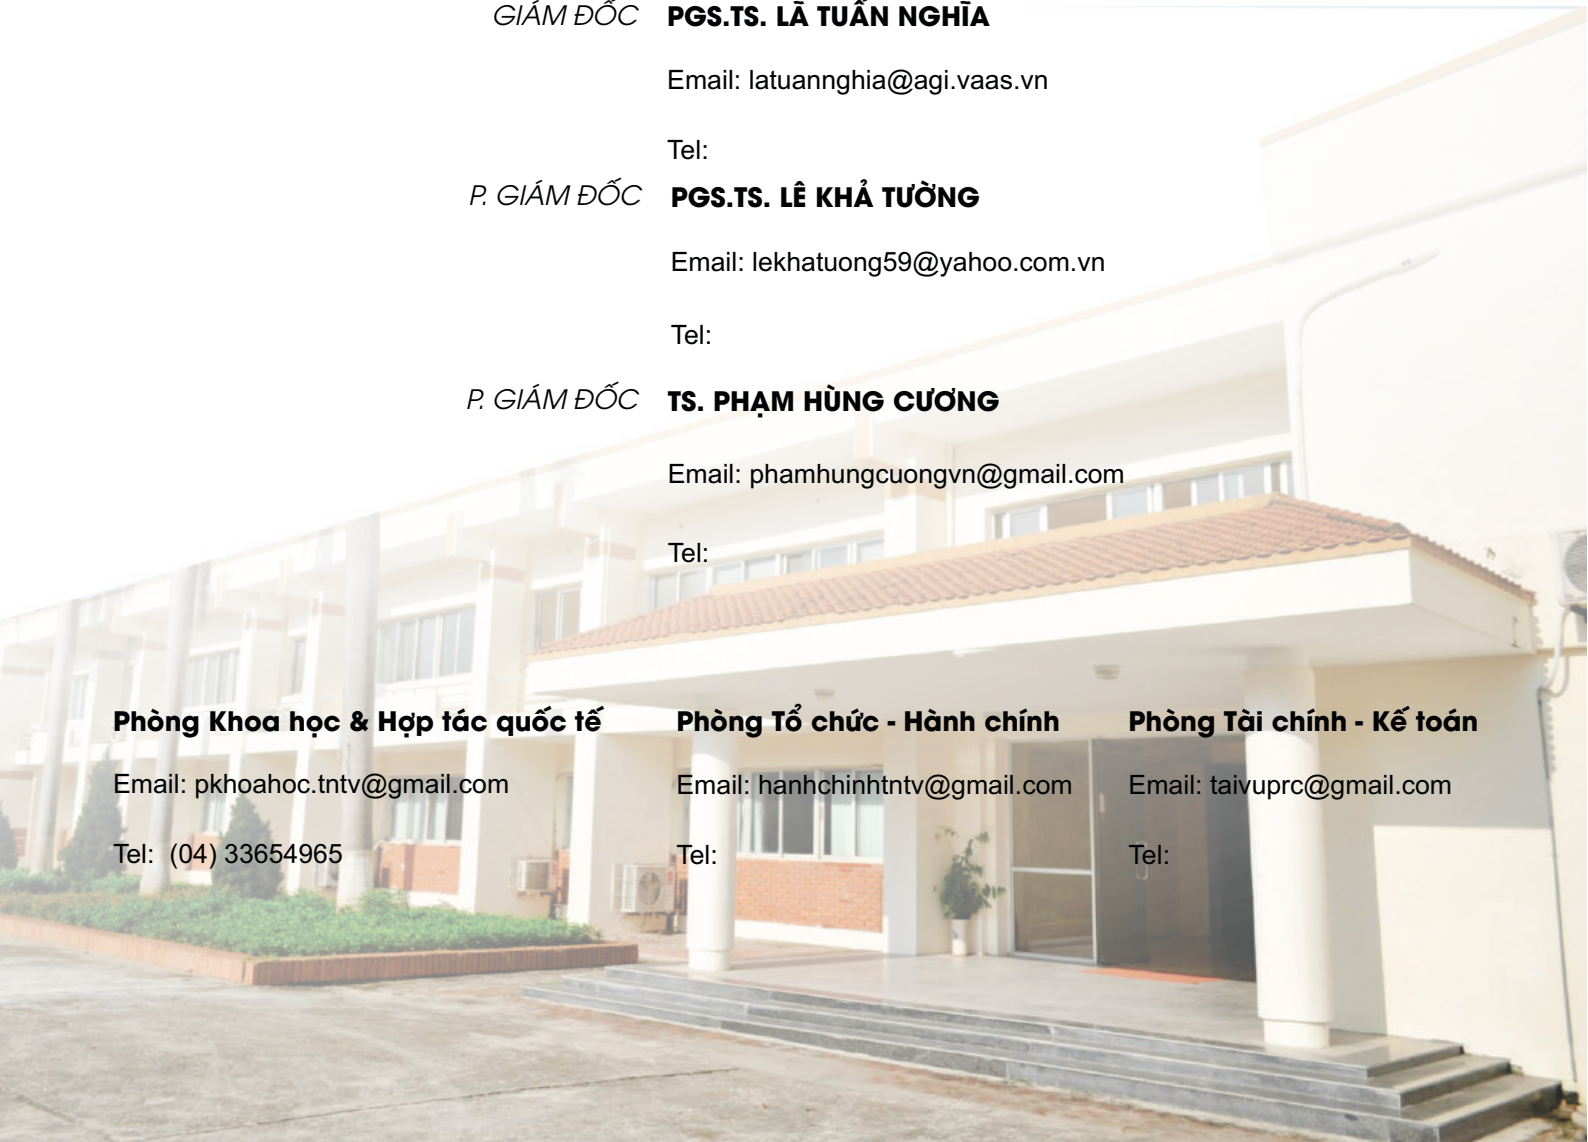 GIÁM ĐỐC PGS.TS. LÃ TUẤN NGHĨA
Email: latuannghia@agi.vaas.vn
Tel:
P. GIÁM ĐỐC PGS.TS. LÊ KHẢ TƯỜNG
Email: lekhatuong59@yahoo.com.vn
Tel:
P. GIÁM ĐỐC TS. PHẠM HÙNG CƯƠNG
Email: phamhungcuongvn@gmail.com
Tel:
Phòng Khoa học & Hợp tác quốc tế
Email: pkhoahoc.tntv@gmail.com
Tel: (04) 33654965
Phòng Tổ chức - Hành chính
Email: hanhchinhtntv@gmail.com
Tel:
Phòng Tài chính - Kế toán
Email: taivuprc@gmail.com
Tel: